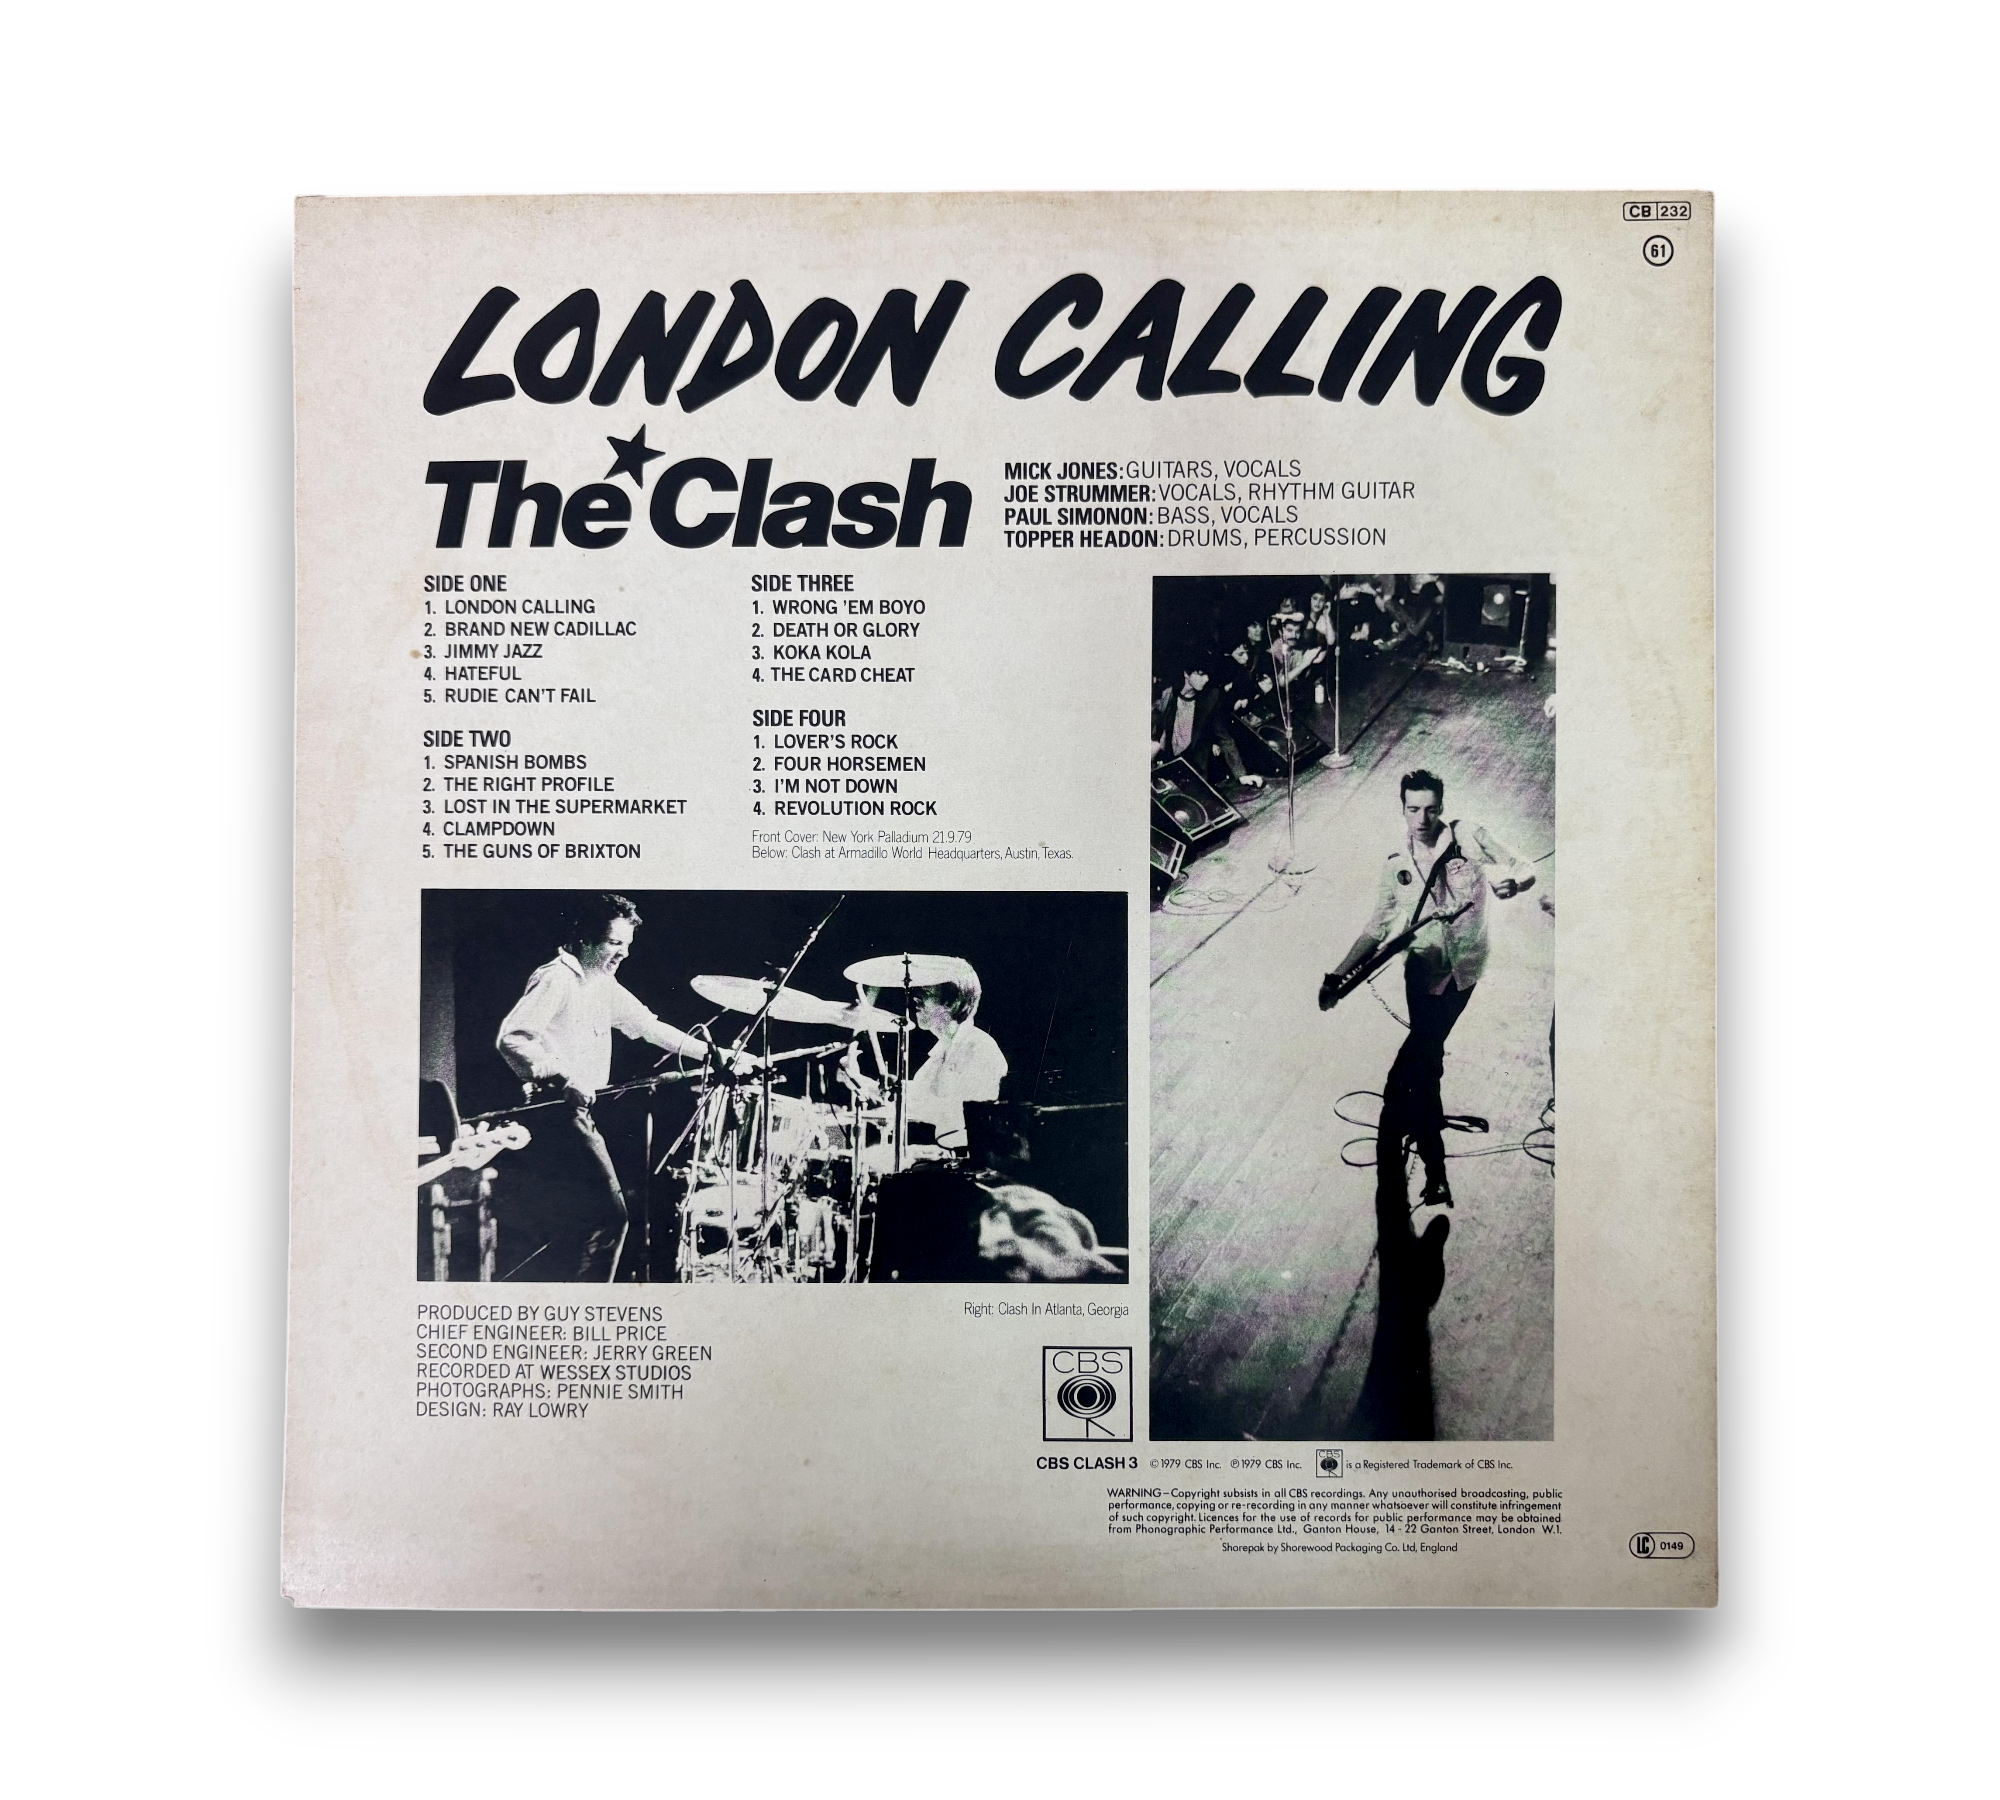 CB 232
61
LONDON CALLING
The Clash
MICK JONES: GUITARS, VOCALS
JOE STRUMMER: VOCALS, RHYTHM GUITAR
PAUL SIMONON: BASS, VOCALS
TOPPER HEADON: DRUMS, PERCUSSION
SIDE ONE
1. LONDON CALLING
2. BRAND NEW CADILLAC
3. JIMMY JAZZ
4. HATEFUL
5. RUDIE CAN'T FAIL
SIDE TWO
1. SPANISH BOMBS
2. THE RIGHT PROFILE
3. LOST IN THE SUPERMARKET
4. CLAMPDOWN
5. THE GUNS OF BRIXTON
SIDE THREE
1. WRONG 'EM BOYO
2. DEATH OR GLORY
3. KOKA KOLA
4. THE CARD CHEAT
SIDE FOUR
1. LOVER'S ROCK
2. FOUR HORSEMEN
3. I'M NOT DOWN
4. REVOLUTION ROCK
Front Cover: New York Palladium 21.9.79
Below: Clash at Armadillo World Headquarters, Austin, Texas.
PRODUCED BY GUY STEVENS
CHIEF ENGINEER: BILL PRICE
SECOND ENGINEER: JERRY GREEN
RECORDED AT WESSEX STUDIOS
PHOTOGRAPHS: PENNIE SMITH
DESIGN: RAY LOWRY
Right: Clash In Atlanta, Georgia
CBS
CBS CLASH 3 ©1979 CBS Inc. ℗1979 CBS Inc. CBS is a Registered Trademark of CBS Inc.
WARNING–Copyright subsists in all CBS recordings. Any unauthorised broadcasting, public
performance, copying or re-recording in any manner whatsoever will constitute infringement
of such copyright. Licences for the use of records for public performance may be obtained
from Phonographic Performance Ltd., Ganton House, 14 - 22 Ganton Street, London W.1.
Shorepak by Shorewood Packaging Co. Ltd, England
LC 0149